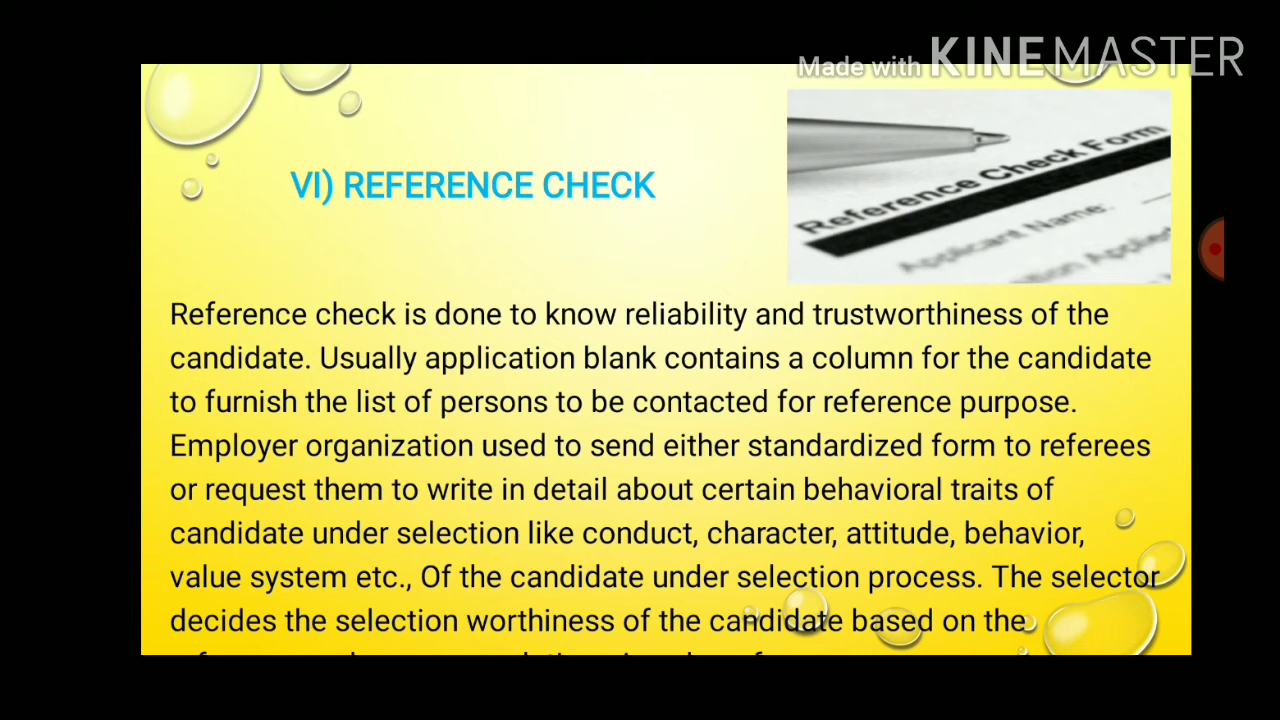 Made with KINEMASTER
VI) REFERENCE CHECK
Reference Check Form
Applicant Name:
Reference check is done to know reliability and trustworthiness of the
candidate. Usually application blank contains a column for the candidate
to furnish the list of persons to be contacted for reference purpose.
Employer organization used to send either standardized form to referees
or request them to write in detail about certain behavioral traits of
candidate under selection like conduct, character, attitude, behavior,
value system etc., Of the candidate under selection process. The selector
decides the selection worthiness of the candidate based on the